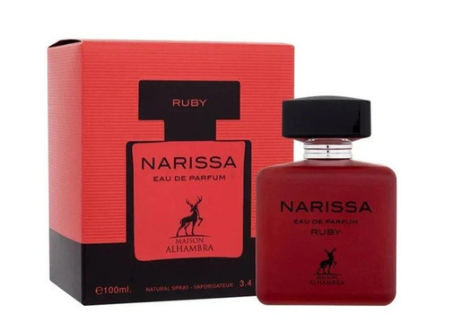 RUBY
NARISSA
EAU DE PARFUM
MAISON
ALHAMBRA
℮100ml.
NATURAL SPRAY - VAPORISATEUR
3.4
NARISSA
EAU DE PARFUM
RUBY
MAISON
ALHAMBRA